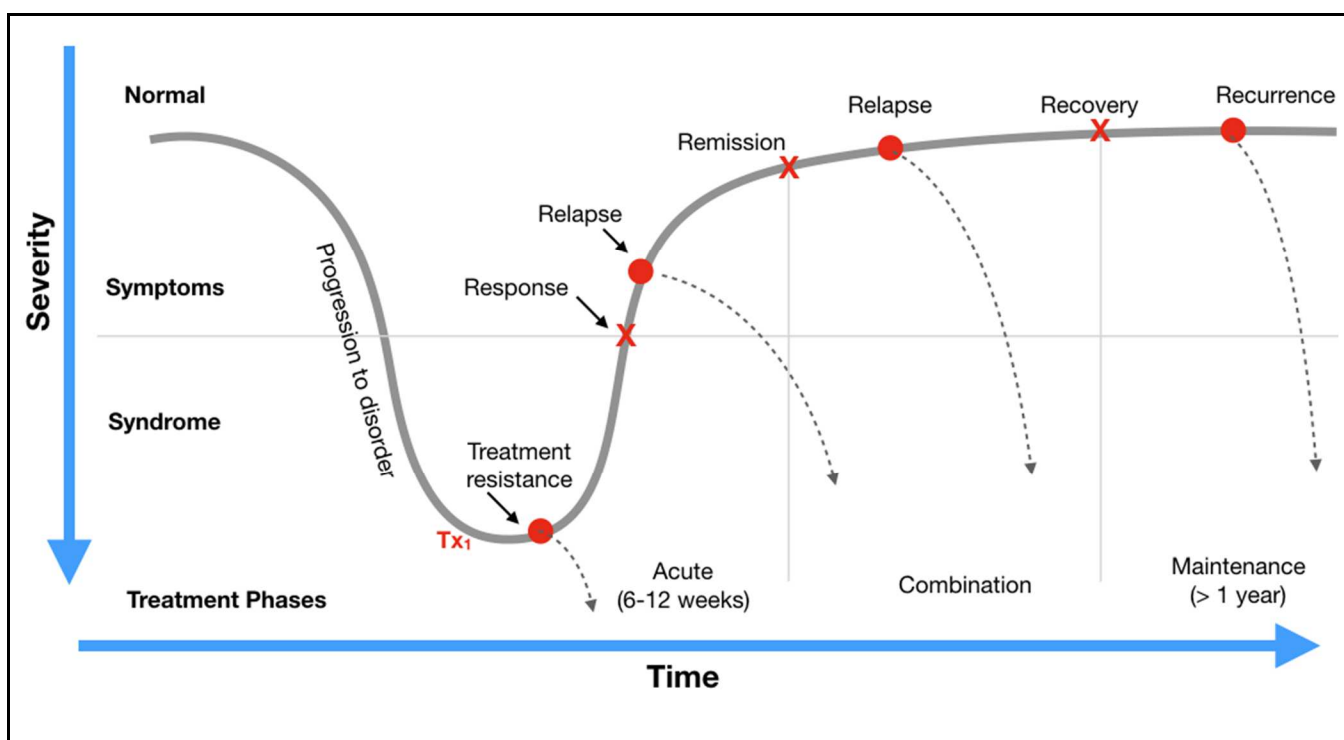 Normal
Relapse
Recovery
Recurrence
Remission
Relapse
Severity
Symptoms
Response
Progression to disorder
Syndrome
Treatment
resistance
Tx1
Treatment Phases
Acute
(6-12 weeks)
Combination
Maintenance
(> 1 year)
Time
X
X
X